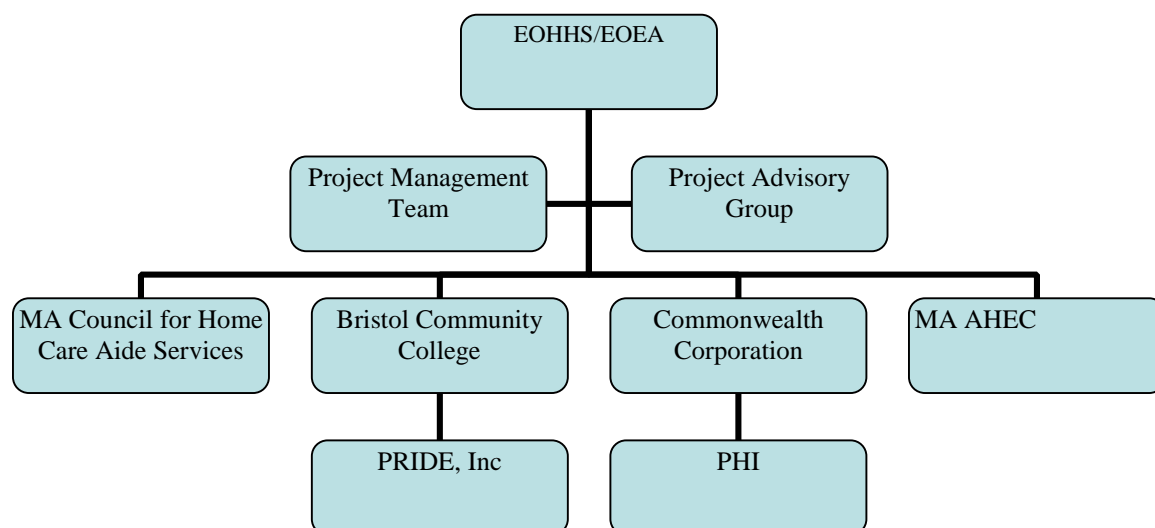 EOHHS/EOEA
Project Management
Team
Project Advisory
Group
MA Council for Home
Care Aide Services
Bristol Community
College
Commonwealth
Corporation
MA AHEC
PRIDE, Inc
PHI